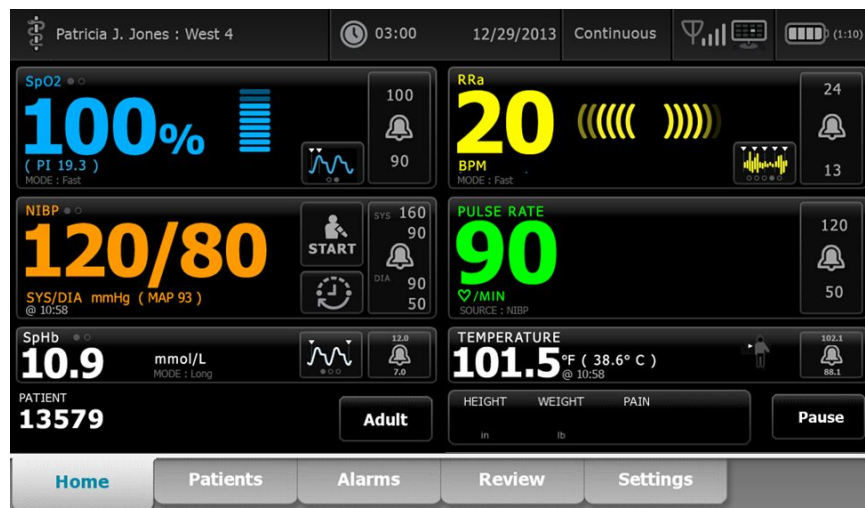 Patricia J. Jones : West 4
03:00
12/29/2013
Continuous
(1:10)
SpO2
100%
( PI 19.3 )
MODE : Fast
100
90
RRa
20
BPM
MODE : Fast
24
13
NIBP
120/80
SYS/DIA mmHg ( MAP 93 )
@ 10:58
START
SYS 160
90
DIA 90
50
PULSE RATE
90
/MIN
SOURCE : NIBP
120
50
SpHb
10.9 mmol/L
MODE : Long
12.0
7.0
TEMPERATURE
101.5 °F ( 38.6° C )
@ 10:58
102.1
88.1
PATIENT
13579
Adult
HEIGHT WEIGHT PAIN
in lb
Pause
Home Patients Alarms Review Settings